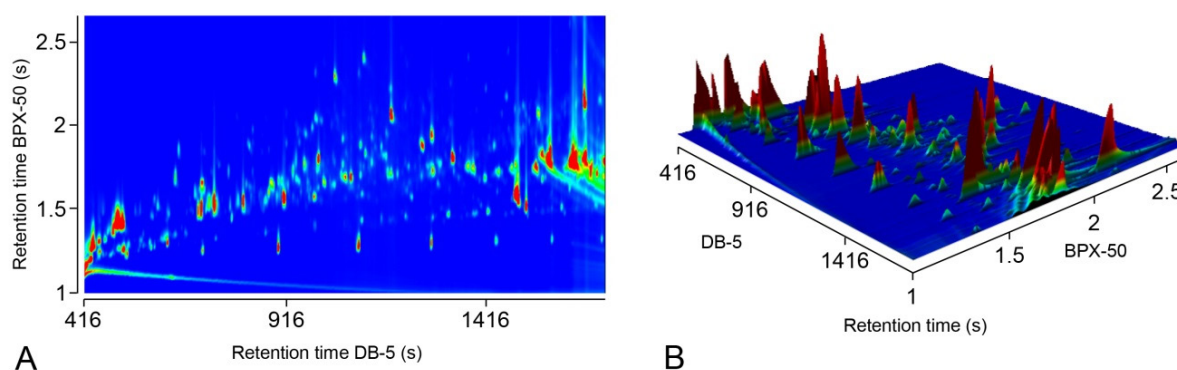 2.5
2
1.5
1
Retention time BPX-50 (s)
416
916
1416
Retention time DB-5 (s)
A
416
916
1416
DB-5
1
1.5
2
2.5
BPX-50
Retention time (s)
B